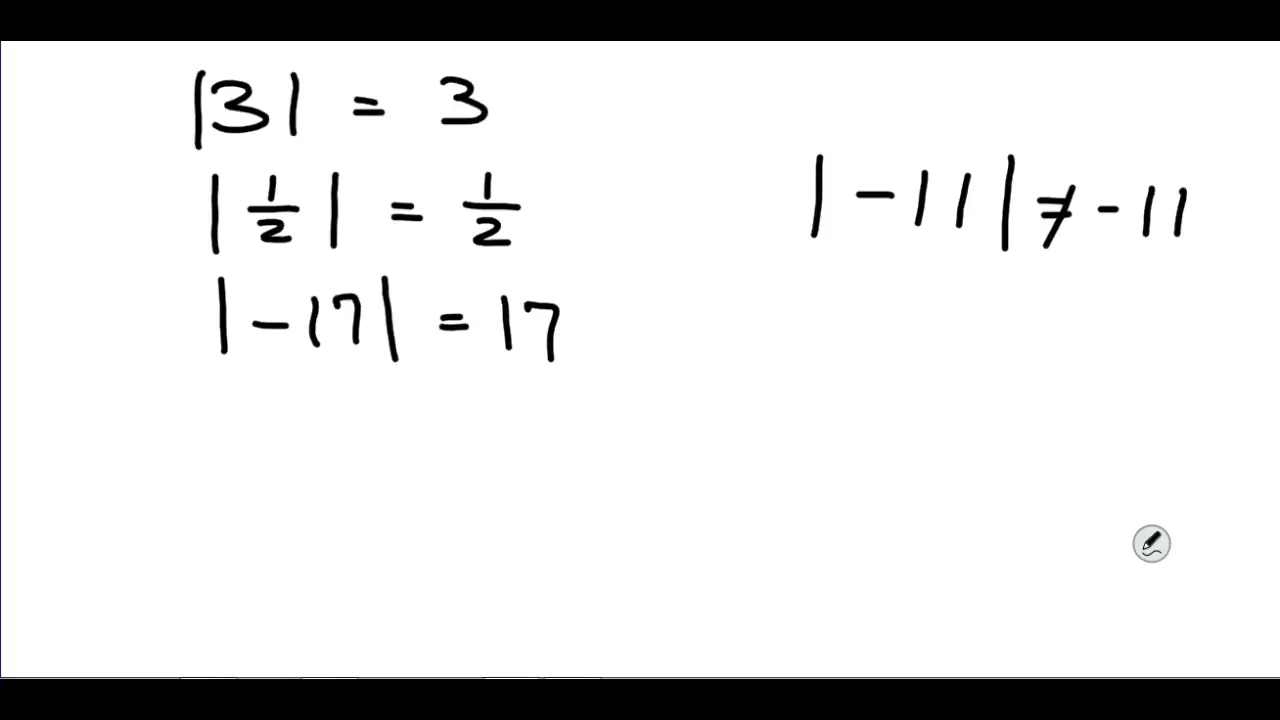 |3| = 3
|1/2| = 1/2
|-17| = 17
|-11| ≠ -11